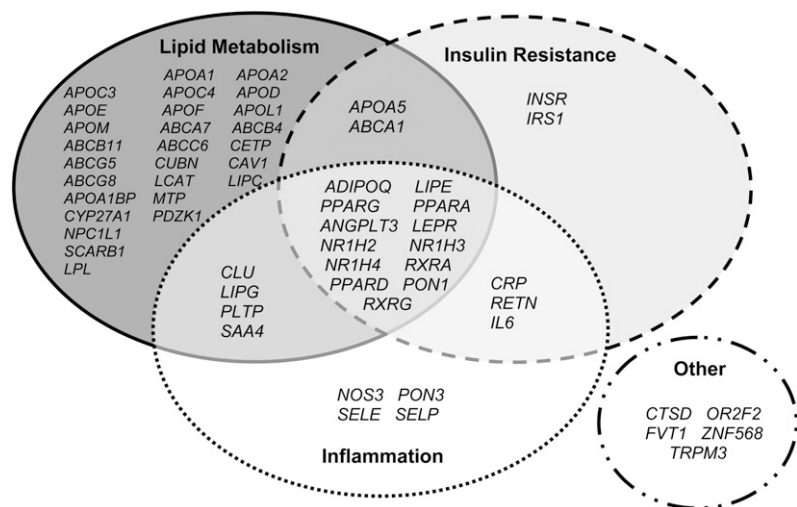 Lipid Metabolism
APOA1 APOA2
APOC3 APOC4 APOD
APOE APOF APOL1
APOM ABCA7 ABCB4
ABCB11 ABCC6 CETP
ABCG5 CUBN CAV1
ABCG8 LCAT LIPC
APOA1BP MTP
CYP27A1 PDZK1
NPC1L1
SCARB1
LPL
Insulin Resistance
INSR
IRS1
APOA5
ABCA1
ADIPOQ LIPE
PPARG PPARA
ANGPLT3 LEPR
NR1H2 NR1H3
NR1H4 RXRA
PPARD PON1
RXRG
CLU
LIPG
PLTP
SAA4
CRP
RETN
IL6
NOS3 PON3
SELE SELP
Inflammation
Other
CTSD OR2F2
FVT1 ZNF568
TRPM3